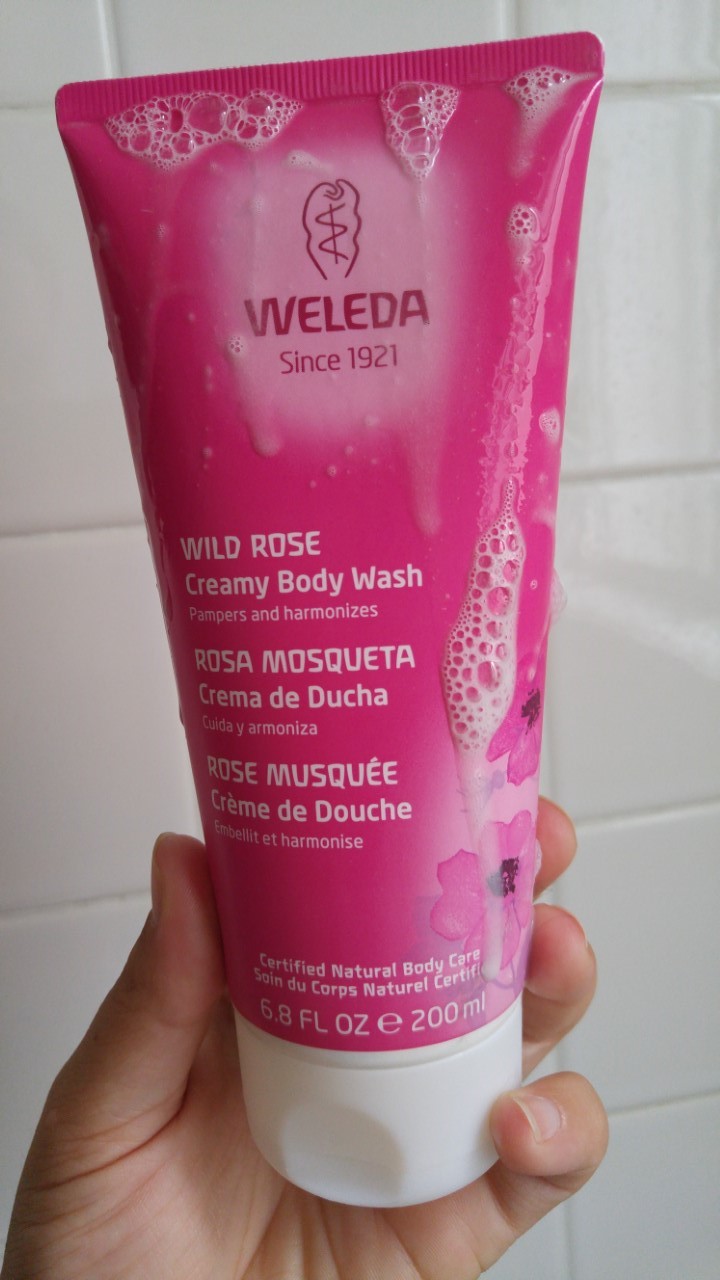 WELEDA
Since 1921
WILD ROSE
Creamy Body Wash
Pampers and harmonizes
ROSA MOSQUETA
Crema de Ducha
Cuida y armoniza
ROSE MUSQUÉE
Crème de Douche
Embellit et harmonise
Certified Natural Body Care
Soin du Corps Naturel
6.8 FL OZ ℮ 200 ml